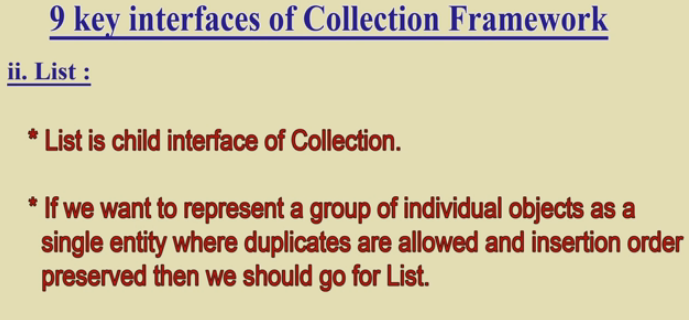 9 key interfaces of Collection Framework
ii. List :
* List is child interface of Collection.
* If we want to represent a group of individual objects as a
single entity where duplicates are allowed and insertion order
preserved then we should go for List.